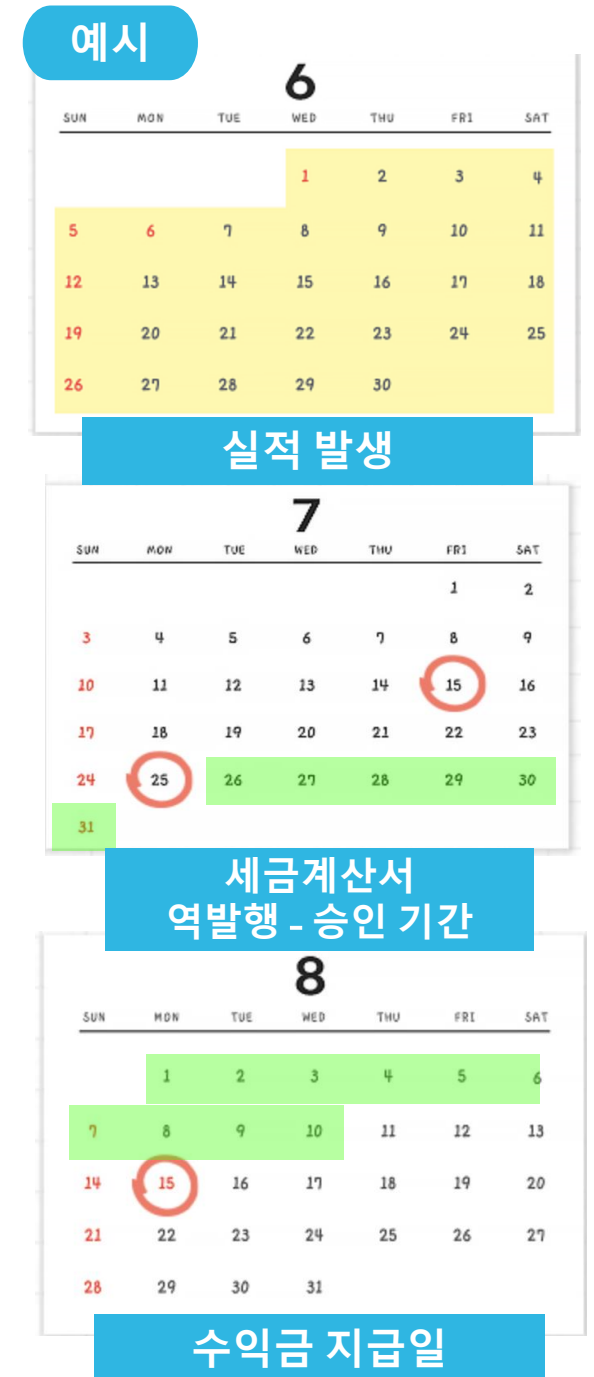 예시
6
SUN MON TUE WED THU FRI SAT
1 2 3 4
5 6 7 8 9 10 11
12 13 14 15 16 17 18
19 20 21 22 23 24 25
26 27 28 29 30
실적 발생
7
SUN MON TUE WED THU FRI SAT
1 2
3 4 5 6 7 8 9
10 11 12 13 14 15 16
17 18 19 20 21 22 23
24 25 26 27 28 29 30
31
세금계산서
역발행 - 승인 기간
8
SUN MON TUE WED THU FRI SAT
1 2 3 4 5 6
7 8 9 10 11 12 13
14 15 16 17 18 19 20
21 22 23 24 25 26 27
28 29 30 31
수익금 지급일